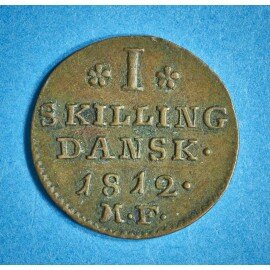 * I *
SKILLING
DANSK·
1812·
M.F.